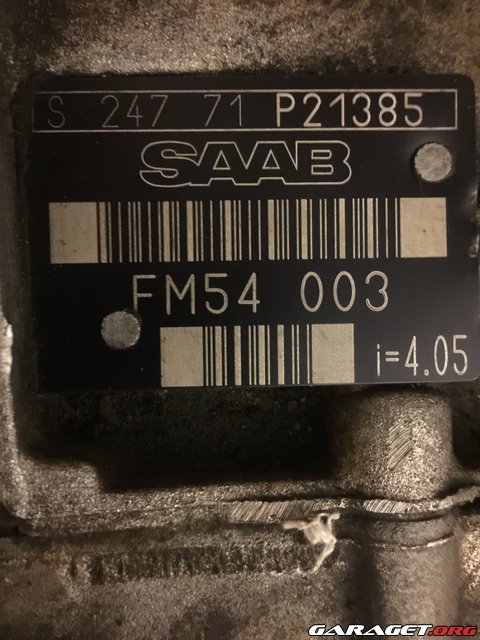 S 247 71 P21385
SAAB
FM54 003
i=4.05
GARAGET.ORG